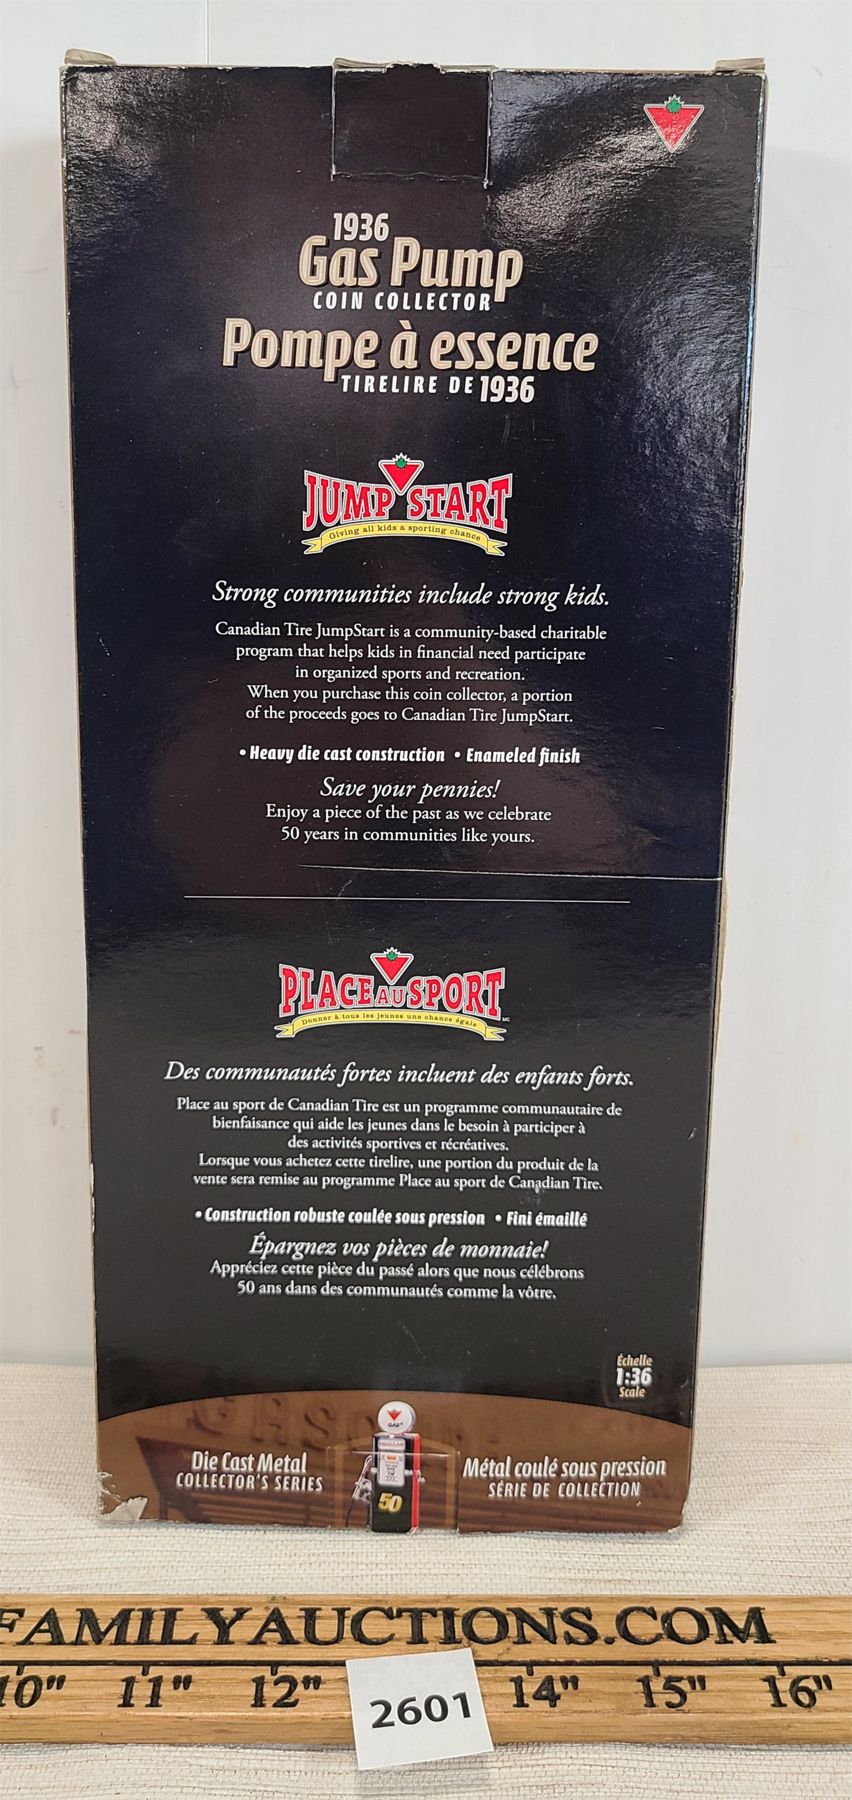 1936
Gas Pump
COIN COLLECTOR
Pompe à essence
TIRELIRE DE 1936
JUMP START
Giving all kids a sporting chance
Strong communities include strong kids.
Canadian Tire JumpStart is a community-based charitable
program that helps kids in financial need participate
in organized sports and recreation.
When you purchase this coin collector, a portion
of the proceeds goes to Canadian Tire JumpStart.
• Heavy die cast construction • Enameled finish
Save your pennies!
Enjoy a piece of the past as we celebrate
50 years in communities like yours.
PLACE AU SPORT MC
Donner à tous les jeunes une chance égale
Des communautés fortes incluent des enfants forts.
Place au sport de Canadian Tire est un programme communautaire de
bienfaisance qui aide les jeunes dans le besoin à participer à
des activités sportives et récréatives.
Lorsque vous achetez cette tirelire, une portion du produit de la
vente sera remise au programme Place au sport de Canadian Tire.
• Construction robuste coulée sous pression • Fini émaillé
Épargnez vos pièces de monnaie!
Appréciez cette pièce du passé alors que nous célébrons
50 ans dans des communautés comme la vôtre.
Échelle
1:36
Scale
Die Cast Metal
COLLECTOR'S SERIES
50
Métal coulé sous pression
SÉRIE DE COLLECTION
FAMILYAUCTIONS.COM
10" 11" 12" 14" 15" 16"
2601